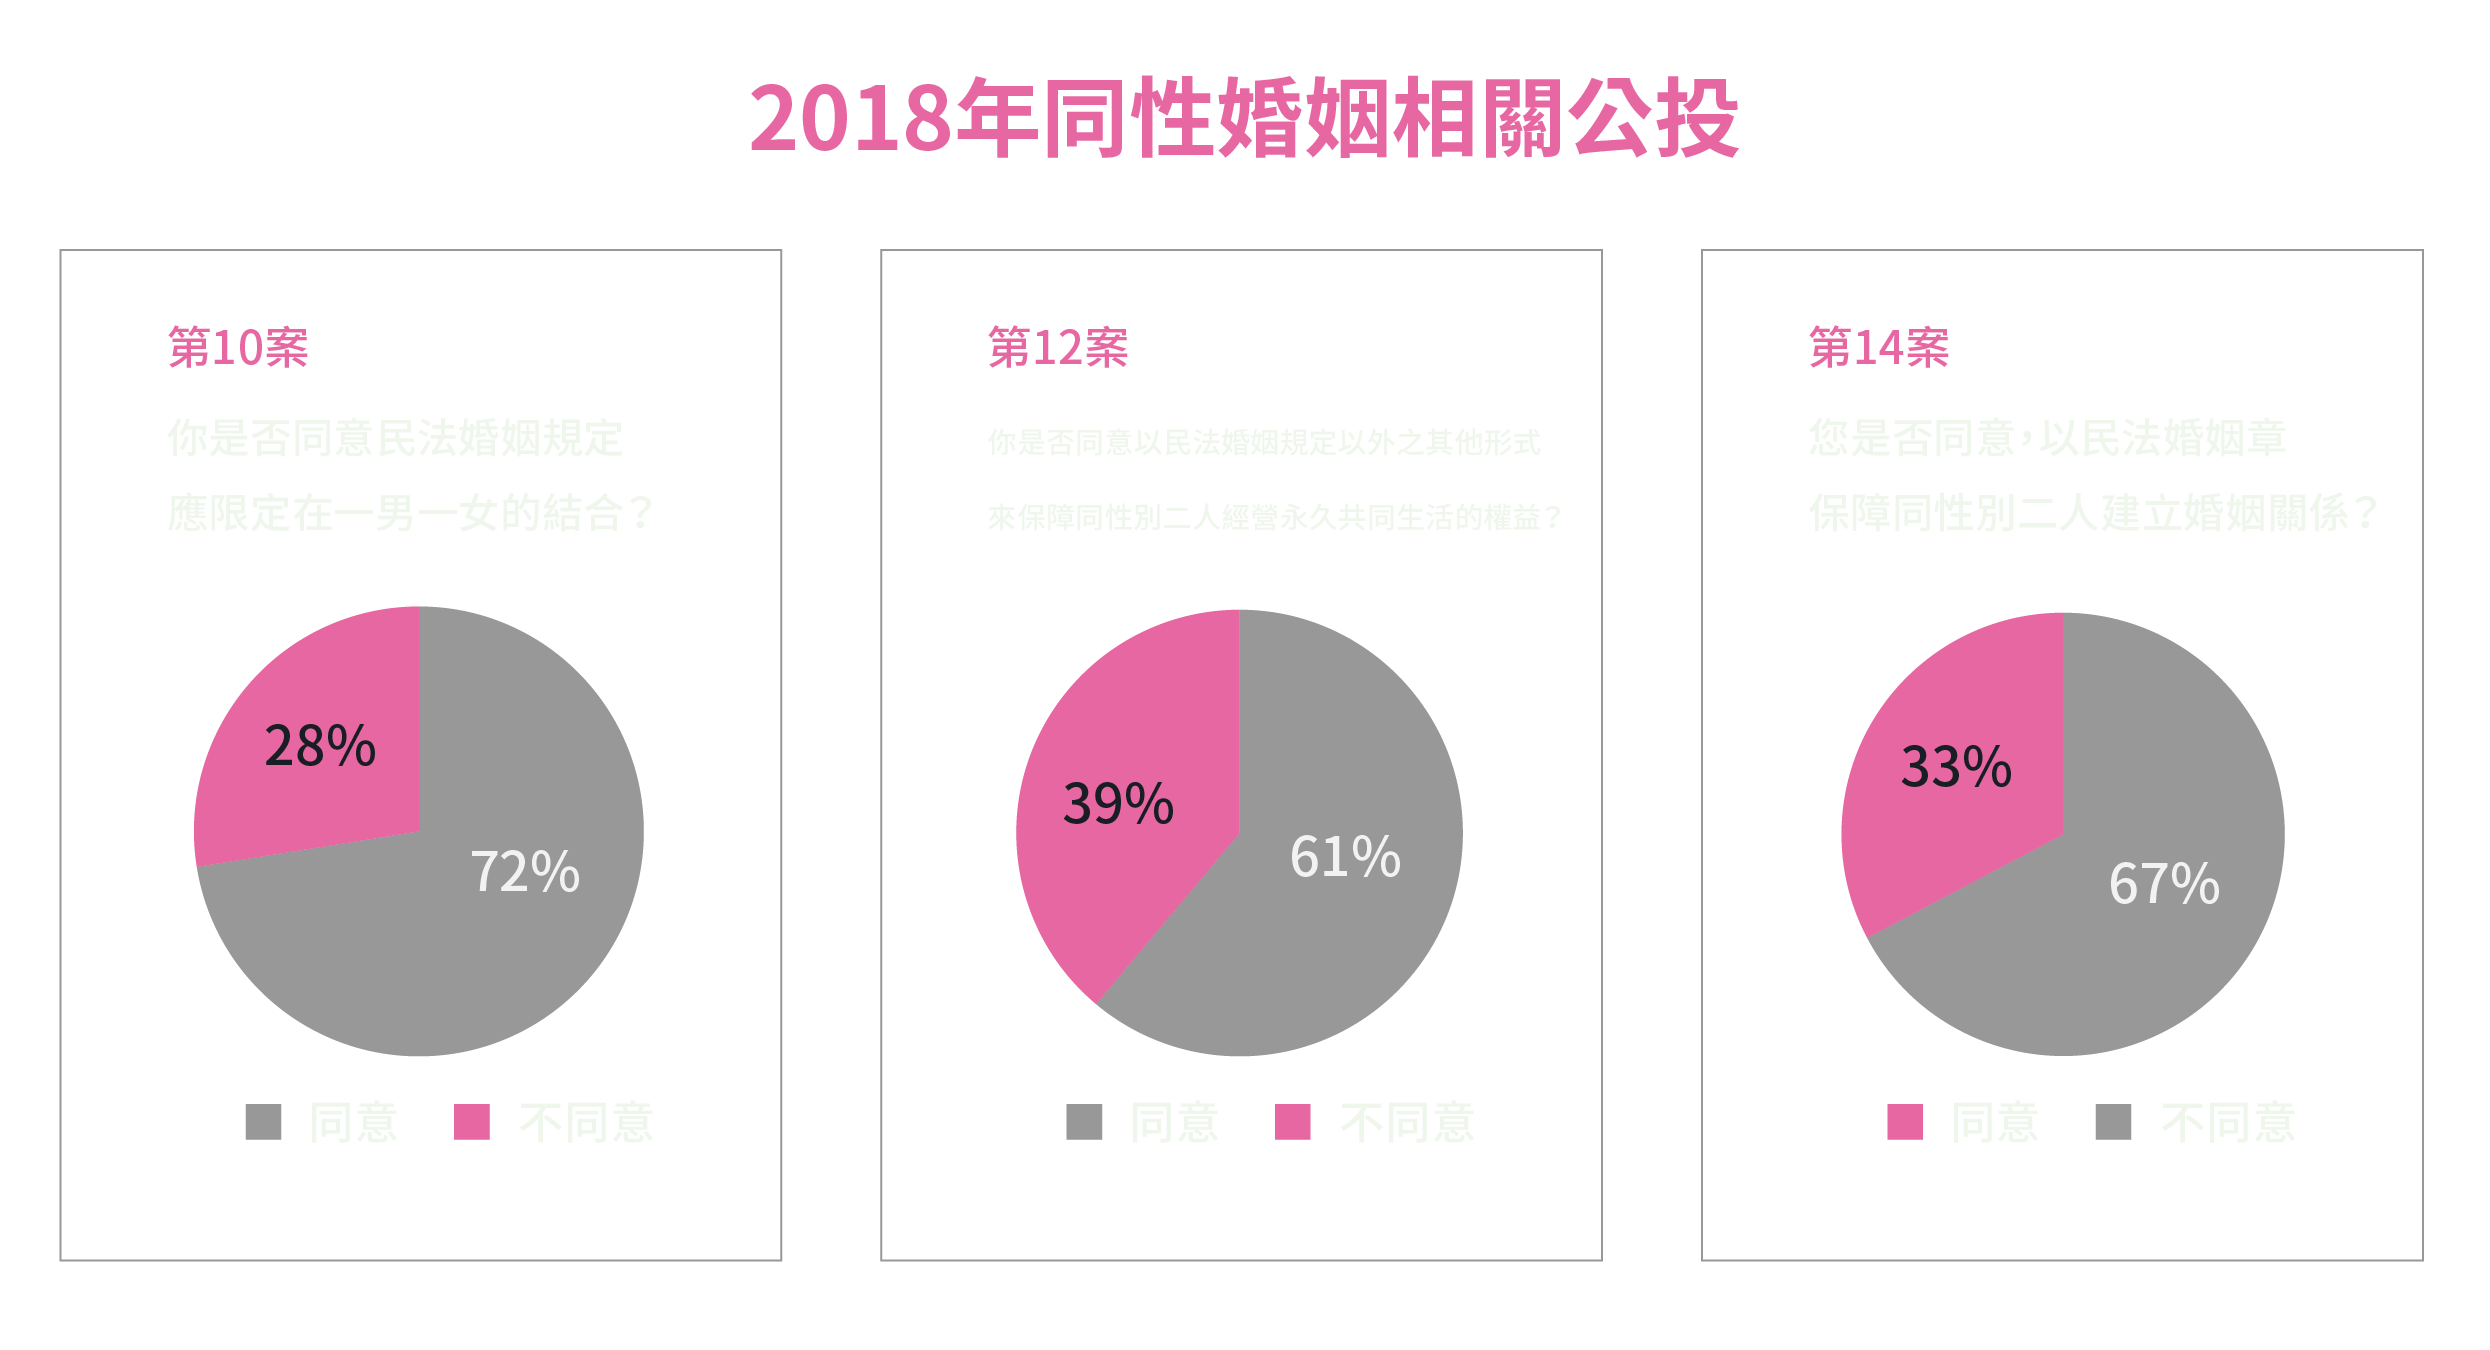 2018年同性婚姻相關公投
第10案
你是否同意民法婚姻規定
應限定在一男一女的結合？
28%
72%
同意 不同意
第12案
你是否同意以民法婚姻規定以外之其他形式
來保障同性別二人經營永久共同生活的權益？
39%
61%
同意 不同意
第14案
您是否同意，以民法婚姻章
保障同性別二人建立婚姻關係？
33%
67%
同意 不同意